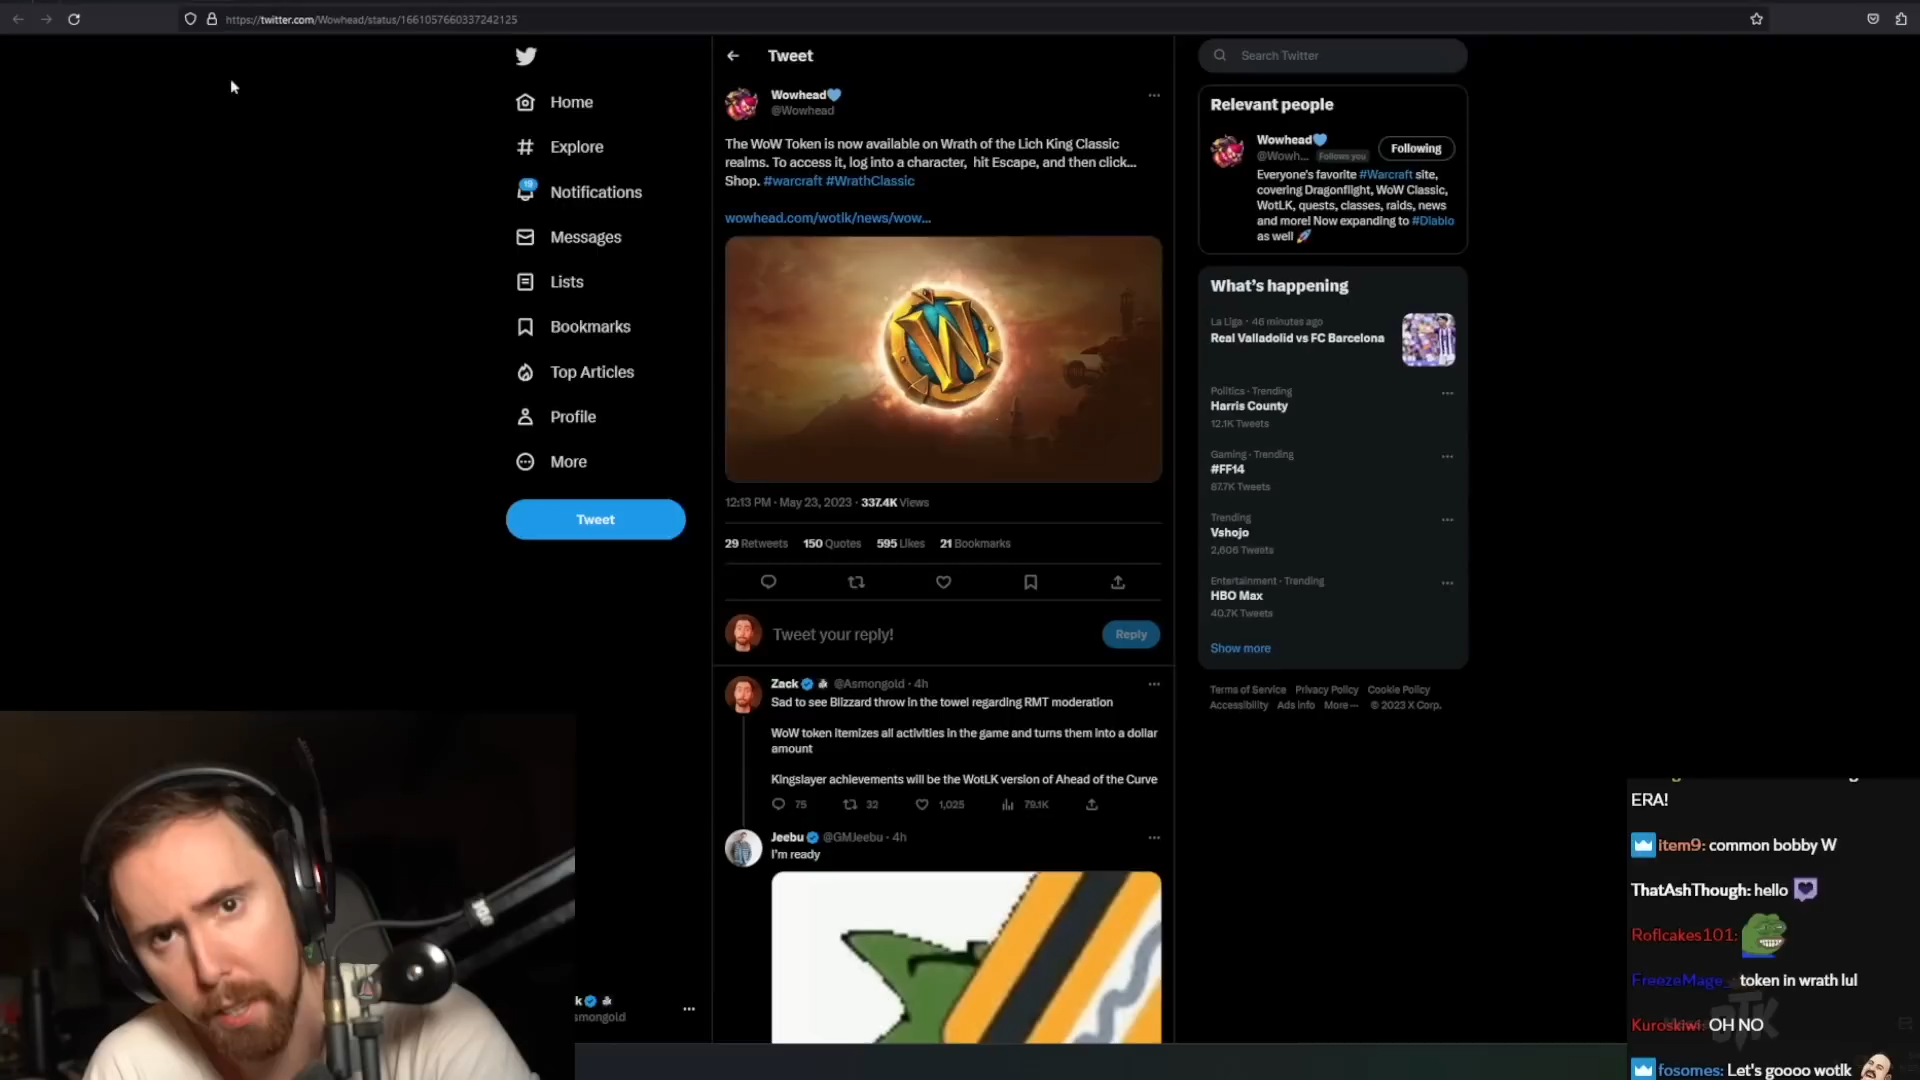 https://twitter.com/Wowhead/status/1661057660337242125
Home
Explore
19
Notifications
Messages
Lists
Bookmarks
Top Articles
Profile
More
Tweet
Tweet
Wowhead💙
@Wowhead
The WoW Token is now available on Wrath of the Lich King Classic
realms. To access it, log into a character, hit Escape, and then click...
Shop. #warcraft #WrathClassic
wowhead.com/wotlk/news/wow...
W
12:13 PM · May 23, 2023 · 337.4K Views
29 Retweets 150 Quotes 595 Likes 21 Bookmarks
Tweet your reply!
Reply
Zack @Asmongold · 4h
Sad to see Blizzard throw in the towel regarding RMT moderation
WoW token itemizes all activities in the game and turns them into a dollar
amount
Kingslayer achievements will be the WotLK version of Ahead of the Curve
75 32 1,025 79.1K
Jeebu @GMJeebu · 4h
I'm ready
Search Twitter
Relevant people
Wowhead💙
@Wowh... Follows you
Following
Everyone's favorite #Warcraft site,
covering Dragonflight, WoW Classic,
WotLK, quests, classes, raids, news
and more! Now expanding to #Diablo
as well 🚀
What's happening
La Liga · 46 minutes ago
Real Valladolid vs FC Barcelona
Politics · Trending
Harris County
12.1K Tweets
Gaming · Trending
#FF14
87.7K Tweets
Trending
Vshojo
2,606 Tweets
Entertainment · Trending
HBO Max
40.7K Tweets
Show more
Terms of Service Privacy Policy Cookie Policy
Accessibility Ads info More ··· © 2023 X Corp.
k
smongold
ERA!
item9: common bobby W
ThatAshThough: hello
Roflcakes101:
FreezeMage_ token in wrath lul
Kuroskiwi: OH NO
fosomes: Let's goooo wotlk